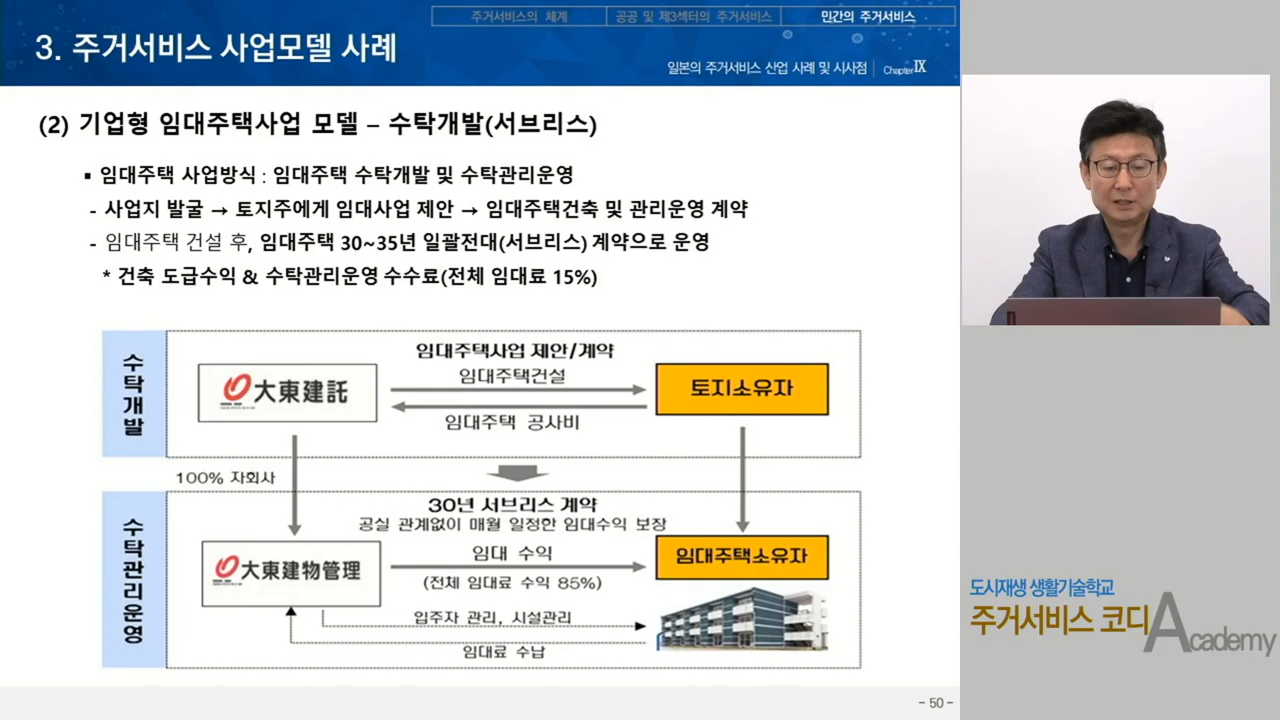 주거서비스의 체계
공공 및 제3섹터의 주거서비스
민간의 주거서비스
3. 주거서비스 사업모델 사례
일본의 주거서비스 산업 사례 및 시사점
Chapter Ⅸ
(2) 기업형 임대주택사업 모델 – 수탁개발(서브리스)
▪ 임대주택 사업방식 : 임대주택 수탁개발 및 수탁관리운영
- 사업지 발굴 → 토지주에게 임대사업 제안 → 임대주택건축 및 관리운영 계약
- 임대주택 건설 후, 임대주택 30~35년 일괄전대(서브리스) 계약으로 운영
* 건축 도급수익 & 수탁관리운영 수수료(전체 임대료 15%)
수탁개발
임대주택사업 제안/계약
大東建託
임대주택건설
토지소유자
임대주택 공사비
100% 자회사
수탁관리운영
30년 서브리스 계약
공실 관계없이 매월 일정한 임대수익 보장
大東建物管理
임대 수익
임대주택소유자
(전체 임대료 수익 85%)
입주자 관리, 시설관리
임대료 수납
- 50 -
도시재생 생활기술학교
주거서비스 코디 Academy